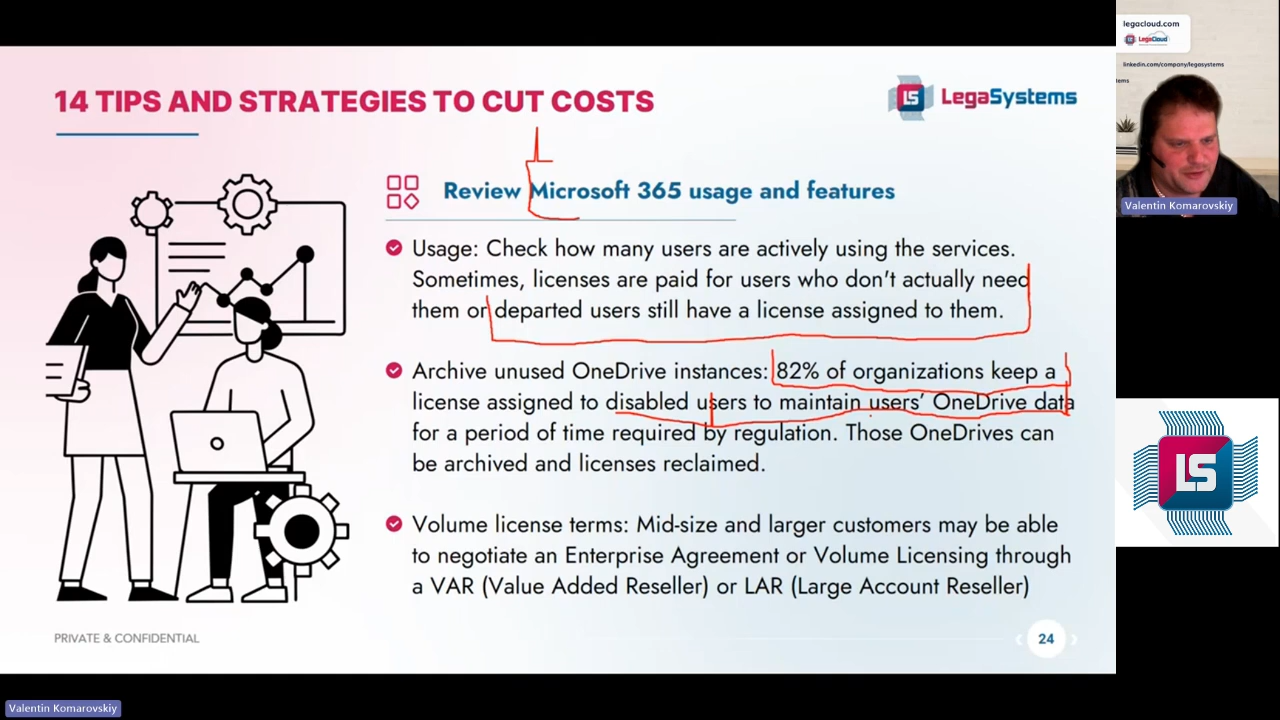 14 TIPS AND STRATEGIES TO CUT COSTS
LS LegaSystems
Review Microsoft 365 usage and features
Usage: Check how many users are actively using the services.
Sometimes, licenses are paid for users who don't actually need
them or departed users still have a license assigned to them.
Archive unused OneDrive instances: 82% of organizations keep a
license assigned to disabled users to maintain users' OneDrive data
for a period of time required by regulation. Those OneDrives can
be archived and licenses reclaimed.
Volume license terms: Mid-size and larger customers may be able
to negotiate an Enterprise Agreement or Volume Licensing through
a VAR (Value Added Reseller) or LAR (Large Account Reseller)
PRIVATE & CONFIDENTIAL
24
legacloud.com
LegaCloud
linkedin.com/company/legasystems
tems
Valentin Komarovskiy
LS
Valentin Komarovskiy